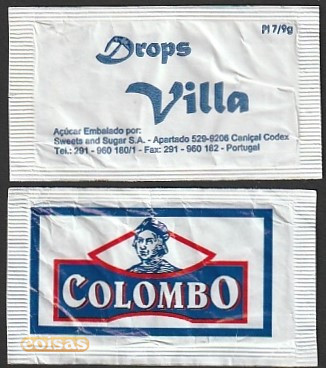 Drops
Pl 7/9g
Villa
Açúcar Embalado por:
Sweets and Sugar S.A. - Apartado 529-9206 Caniçal Codex
Tel.: 291 - 960 180/1 - Fax: 291 - 960 182 - Portugal
COLOMBO
coisas